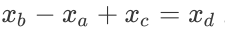 x_b − x_a + x_c = x_d